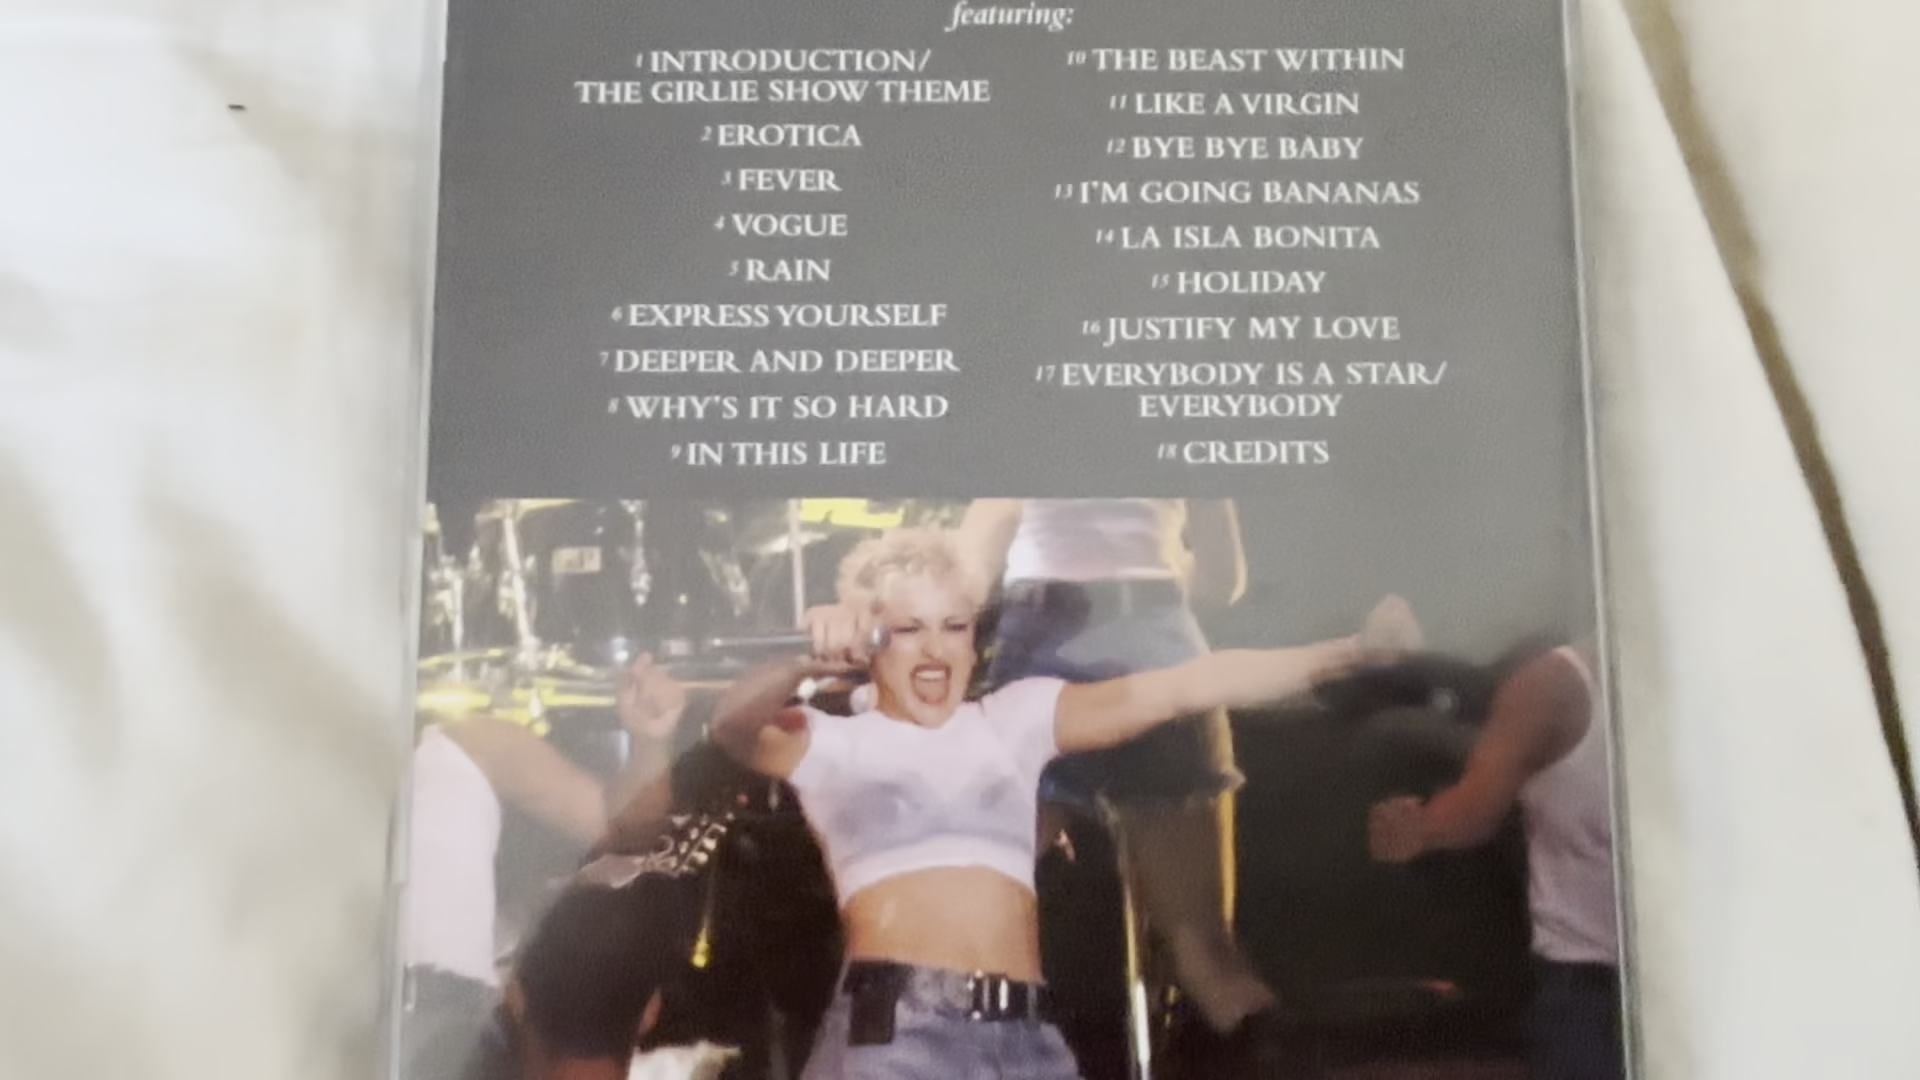 featuring:
1 INTRODUCTION/
THE GIRLIE SHOW THEME
2 EROTICA
3 FEVER
4 VOGUE
5 RAIN
6 EXPRESS YOURSELF
7 DEEPER AND DEEPER
8 WHY'S IT SO HARD
9 IN THIS LIFE
10 THE BEAST WITHIN
11 LIKE A VIRGIN
12 BYE BYE BABY
13 I'M GOING BANANAS
14 LA ISLA BONITA
15 HOLIDAY
16 JUSTIFY MY LOVE
17 EVERYBODY IS A STAR/
EVERYBODY
18 CREDITS